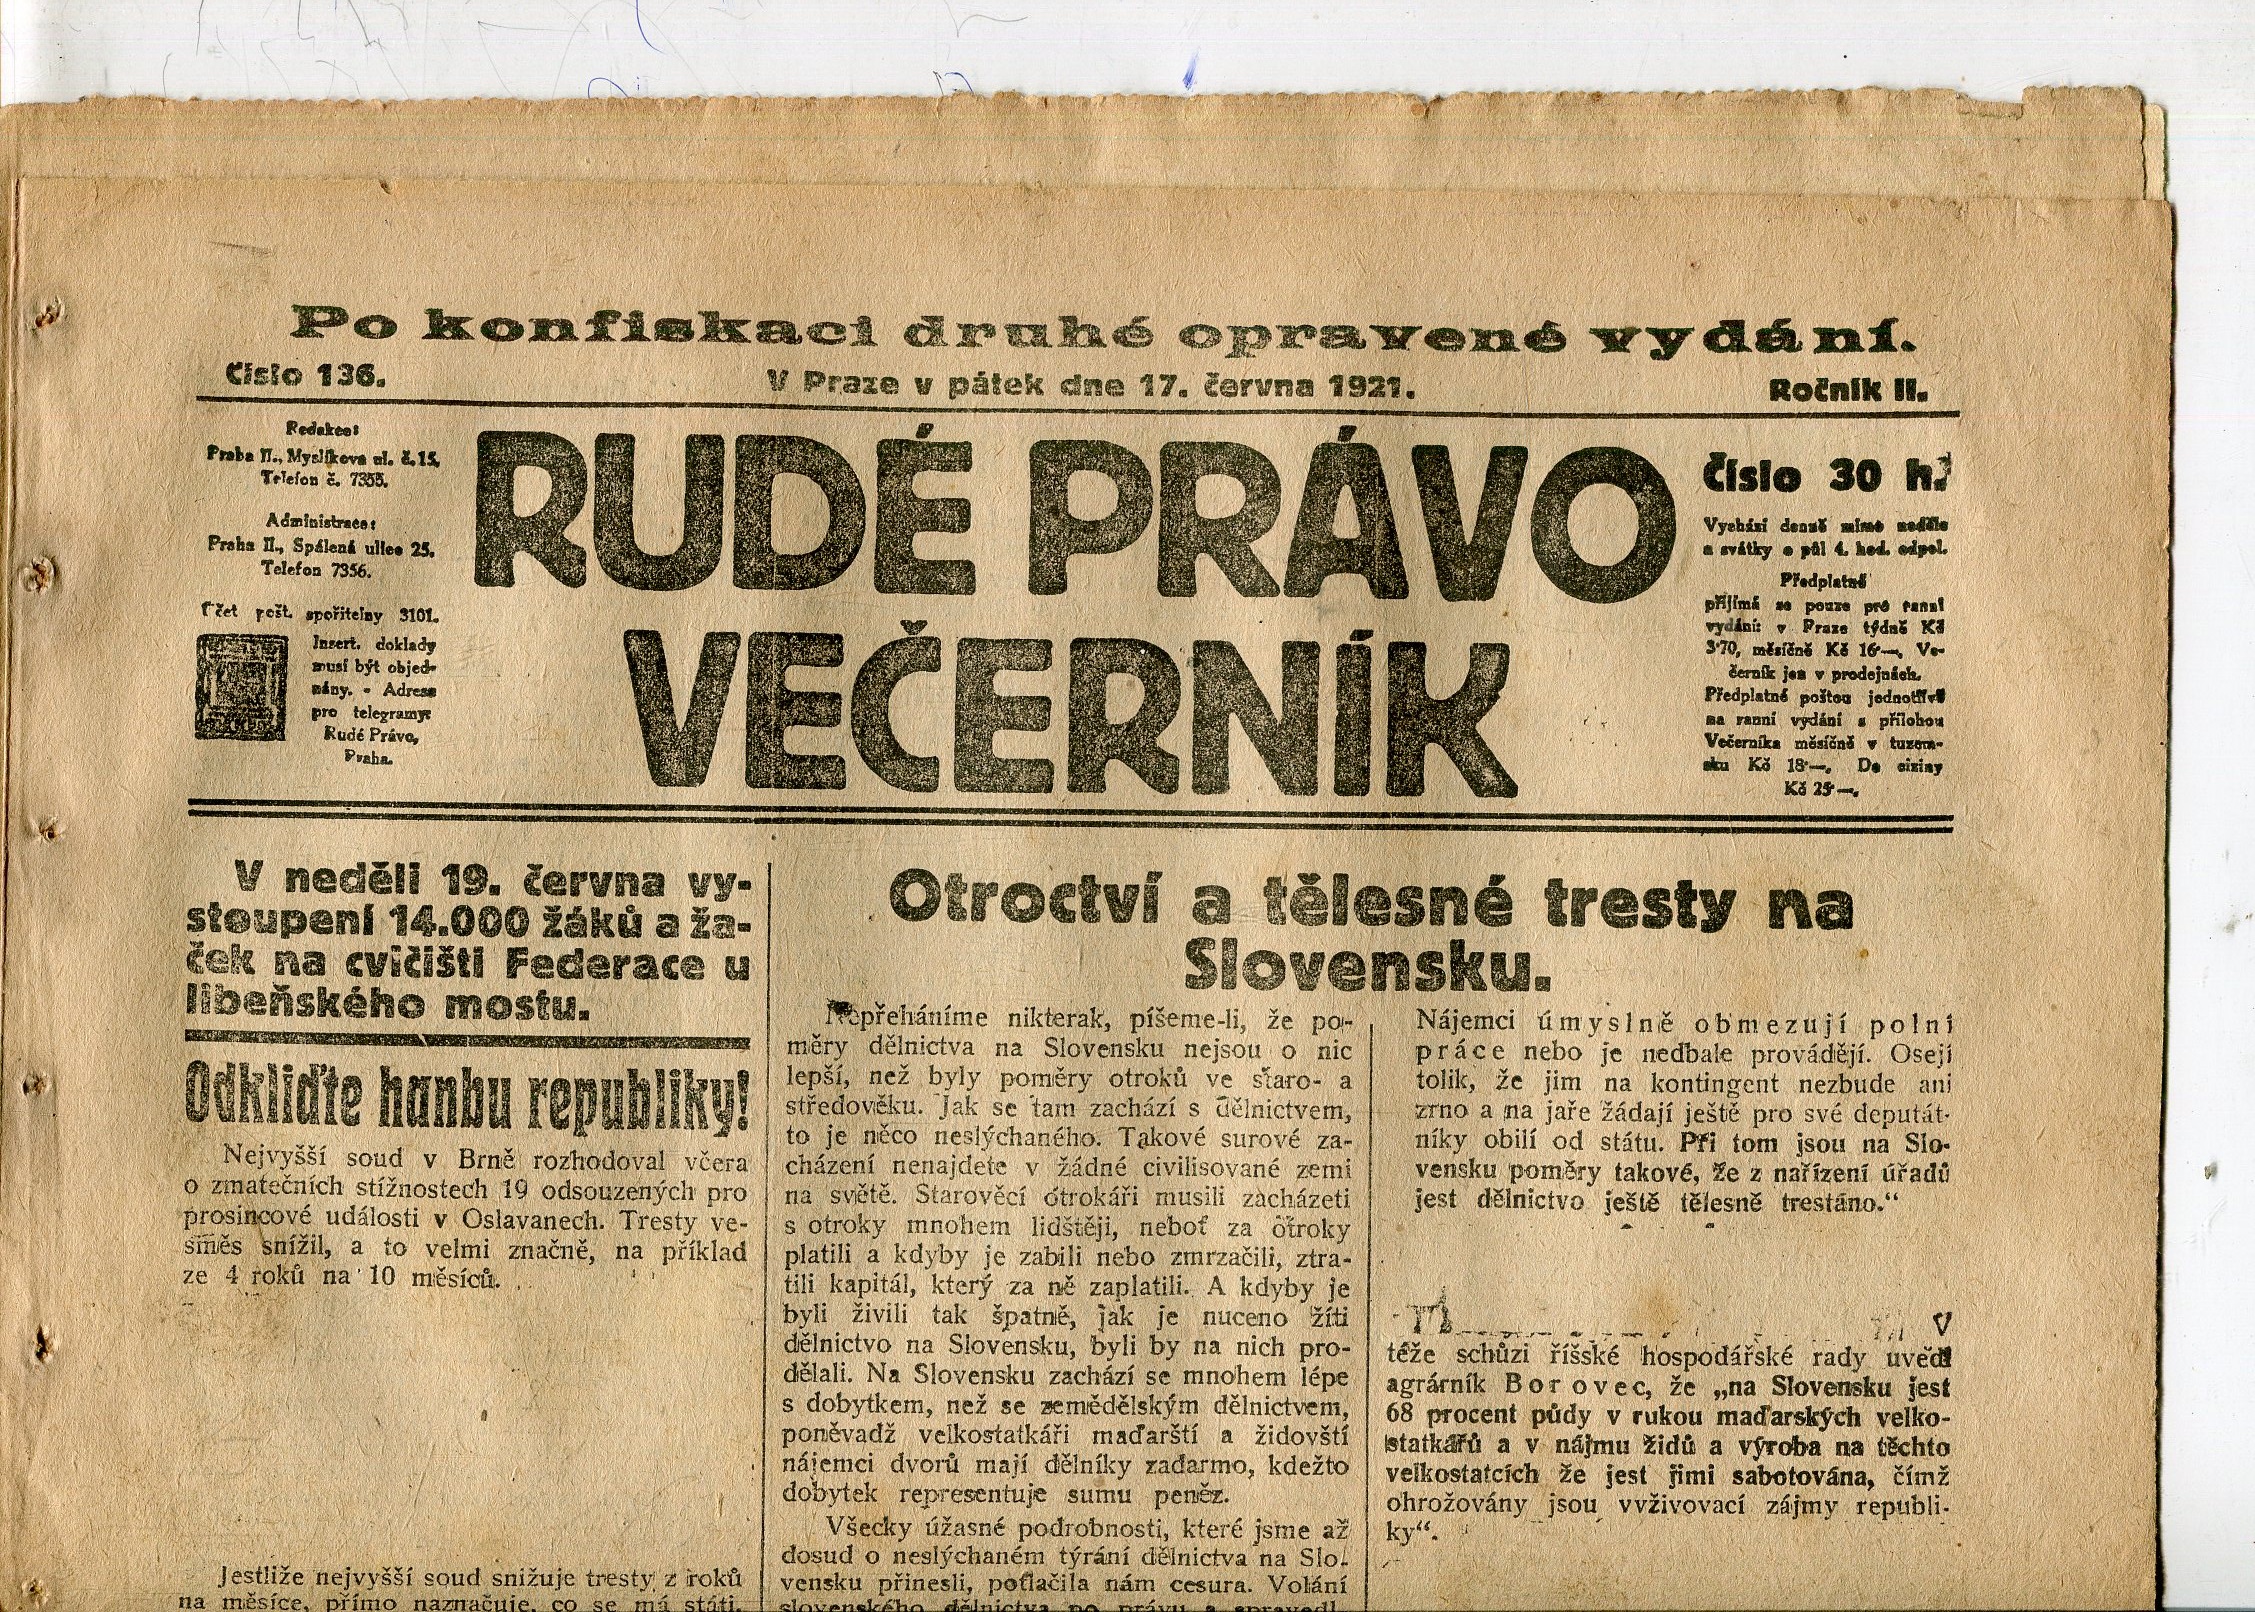 Po konfiskaci druhé opravené vydání.
Číslo 136.
V Praze v pátek dne 17. června 1921.
Ročník II.
Redakce:
Praha II., Myslíkova ul. č. 15,
Telefon č. 7355.
Administrace:
Praha II., Spálená ulice 25.
Telefon 7356.
Účet pošt. spořitelny 3101.
Insert. doklady
musí být objed-
nány. - Adresa
pro telegramy:
Rudé Právo,
Praha.
RUDÉ PRÁVO
VEČERNÍK
Číslo 30 h.
Vychází denně mimo neděle
a svátky o půl 4. hod. odpol.
Předplatné
přijímá se pouze pro ranní
vydání: v Praze týdně Kč
3·70, měsíčně Kč 16·—. Ve-
černík jen v prodejnách.
Předplatné poštou jednotlivě
na ranní vydání s přílohou
Večerníka měsíčně v tuzem-
sku Kč 18·—. Do ciziny
Kč 25·—.
V neděli 19. června vy-
stoupení 14.000 žáků a ža-
ček na cvičišti Federace u
libeňského mostu.
Odkliďte hanbu republiky!
Nejvyšší soud v Brně rozhodoval včera
o zmatečních stížnostech 19 odsouzených pro
prosincové události v Oslavanech. Tresty ve-
směs snížil, a to velmi značně, na příklad
ze 4 roků na 10 měsíců.
Jestliže nejvyšší soud snižuje tresty z roků
na měsíce, přímo naznačuje, co se má státi.
Otroctví a tělesné tresty na
Slovensku.
Nepřeháníme nikterak, píšeme-li, že po-
měry dělnictva na Slovensku nejsou o nic
lepší, než byly poměry otroků ve staro- a
středověku. Jak se tam zachází s dělnictvem,
to je něco neslýchaného. Takové surové za-
cházení nenajdete v žádné civilisované zemi
na světě. Starověcí otrokáři musili zacházeti
s otroky mnohem lidštěji, neboť za otroky
platili a kdyby je zabili nebo zmrzačili, ztra-
tili kapitál, který za ně zaplatili. A kdyby je
byli živili tak špatně, jak je nuceno žíti
dělnictvo na Slovensku, byli by na nich pro-
dělali. Na Slovensku zachází se mnohem lépe
s dobytkem, než se zemědělským dělnictvem,
poněvadž velkostatkáři maďarští a židovští
nájemci dvorů mají dělníky zadarmo, kdežto
dobytek representuje sumu peněz.
Všecky úžasné podrobnosti, které jsme až
dosud o neslýchaném týrání dělnictva na Slo-
vensku přinesli, potlačila nám cesura. Volání
slovenského dělnictva po právu a spravedl-
Nájemci úmyslně obmezují polní
práce nebo je nedbale provádějí. Osejí
tolik, že jim na kontingent nezbude ani
zrno a na jaře žádají ještě pro své deputát-
níky obilí od státu. Při tom jsou na Slo-
vensku poměry takové, že z nařízení úřadů
jest dělnictvo ještě tělesně trestáno.“
V
téže schůzi říšské hospodářské rady uvedl
agrárník Borovec, že „na Slovensku jest
68 procent půdy v rukou maďarských velko-
statkářů a v nájmu židů a výroba na těchto
velkostatcích že jest jimi sabotována, čímž
ohrožovány jsou vyživovací zájmy republi-
ky“.